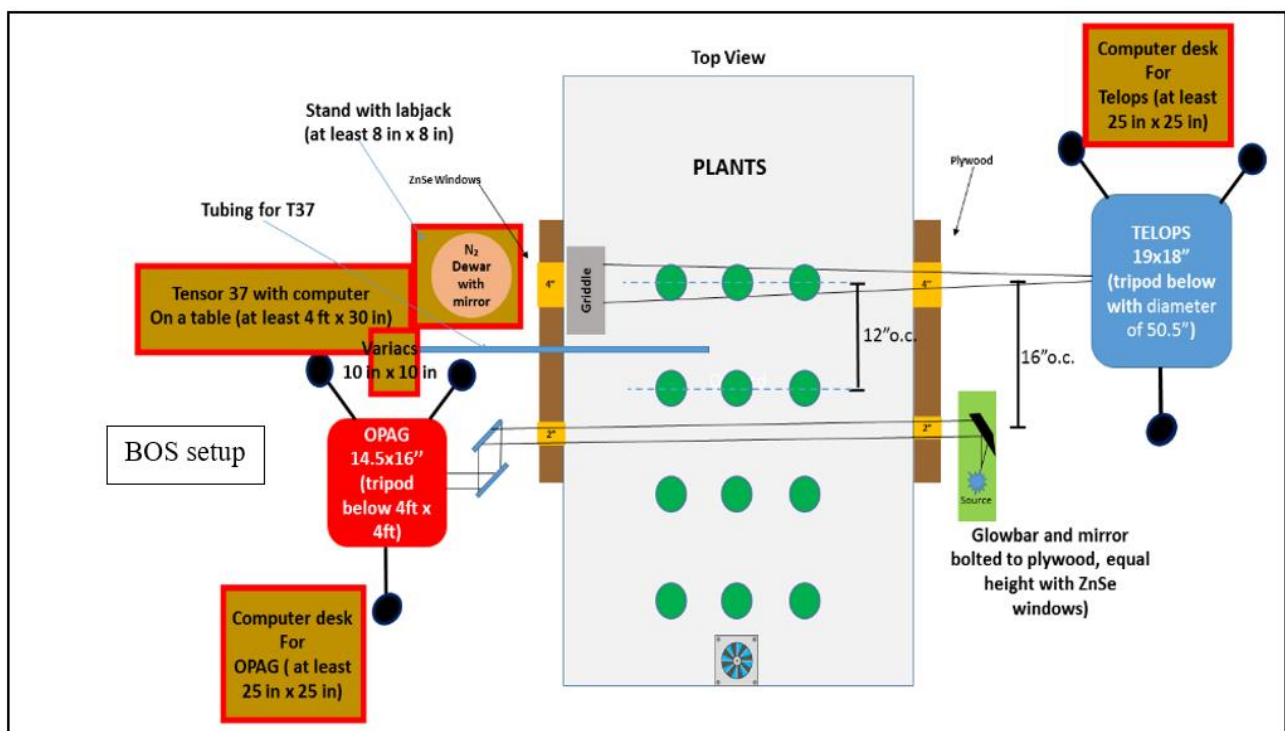 Top View
Computer desk
For
Telops (at least
25 in x 25 in)
Stand with labjack
(at least 8 in x 8 in)
ZnSe Windows
PLANTS
Plywood
Tubing for T37
N₂
Dewar
with
mirror
TELOPS
19x18”
(tripod below
with diameter
of 50.5”)
Tensor 37 with computer
On a table (at least 4 ft x 30 in)
4”
Griddle
4”
12”o.c.
16”o.c.
Variacs
10 in x 10 in
BOS setup
OPAG
14.5x16”
(tripod
below 4ft x
4ft)
2”
2”
Source
Glowbar and mirror
bolted to plywood, equal
height with ZnSe
windows)
Computer desk
For
OPAG ( at least
25 in x 25 in)